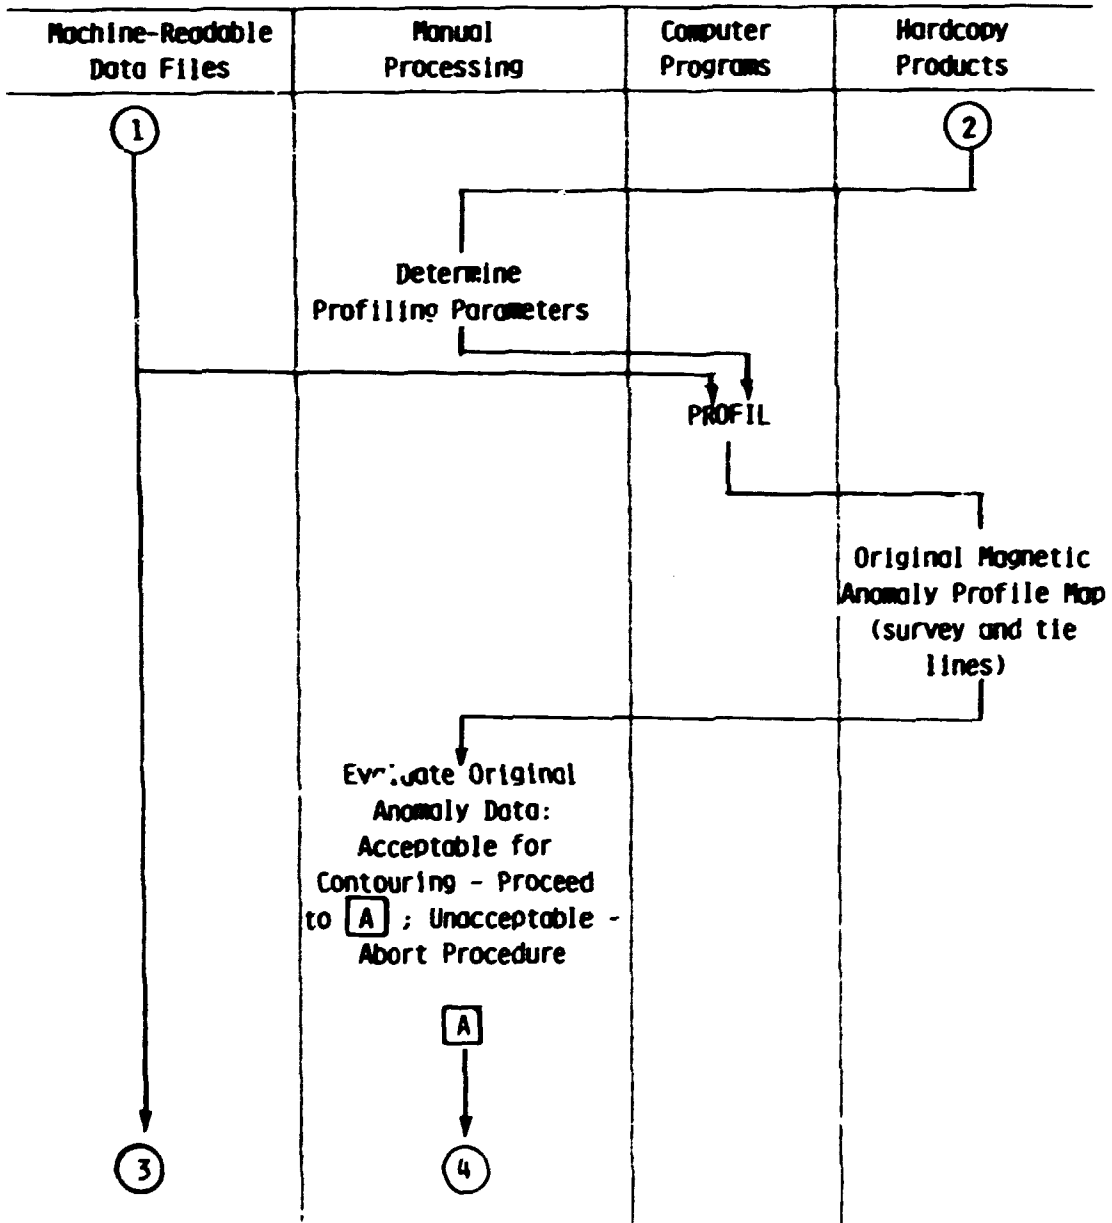 Machine-Readable
Data Files
Manual
Processing
Computer
Programs
Hardcopy
Products
1
2
Determine
Profiling Parameters
PROFIL
Original Magnetic
Anomaly Profile Map
(survey and tie
lines)
Evaluate Original
Anomaly Data:
Acceptable for
Contouring - Proceed
to A ; Unacceptable -
Abort Procedure
A
3
4